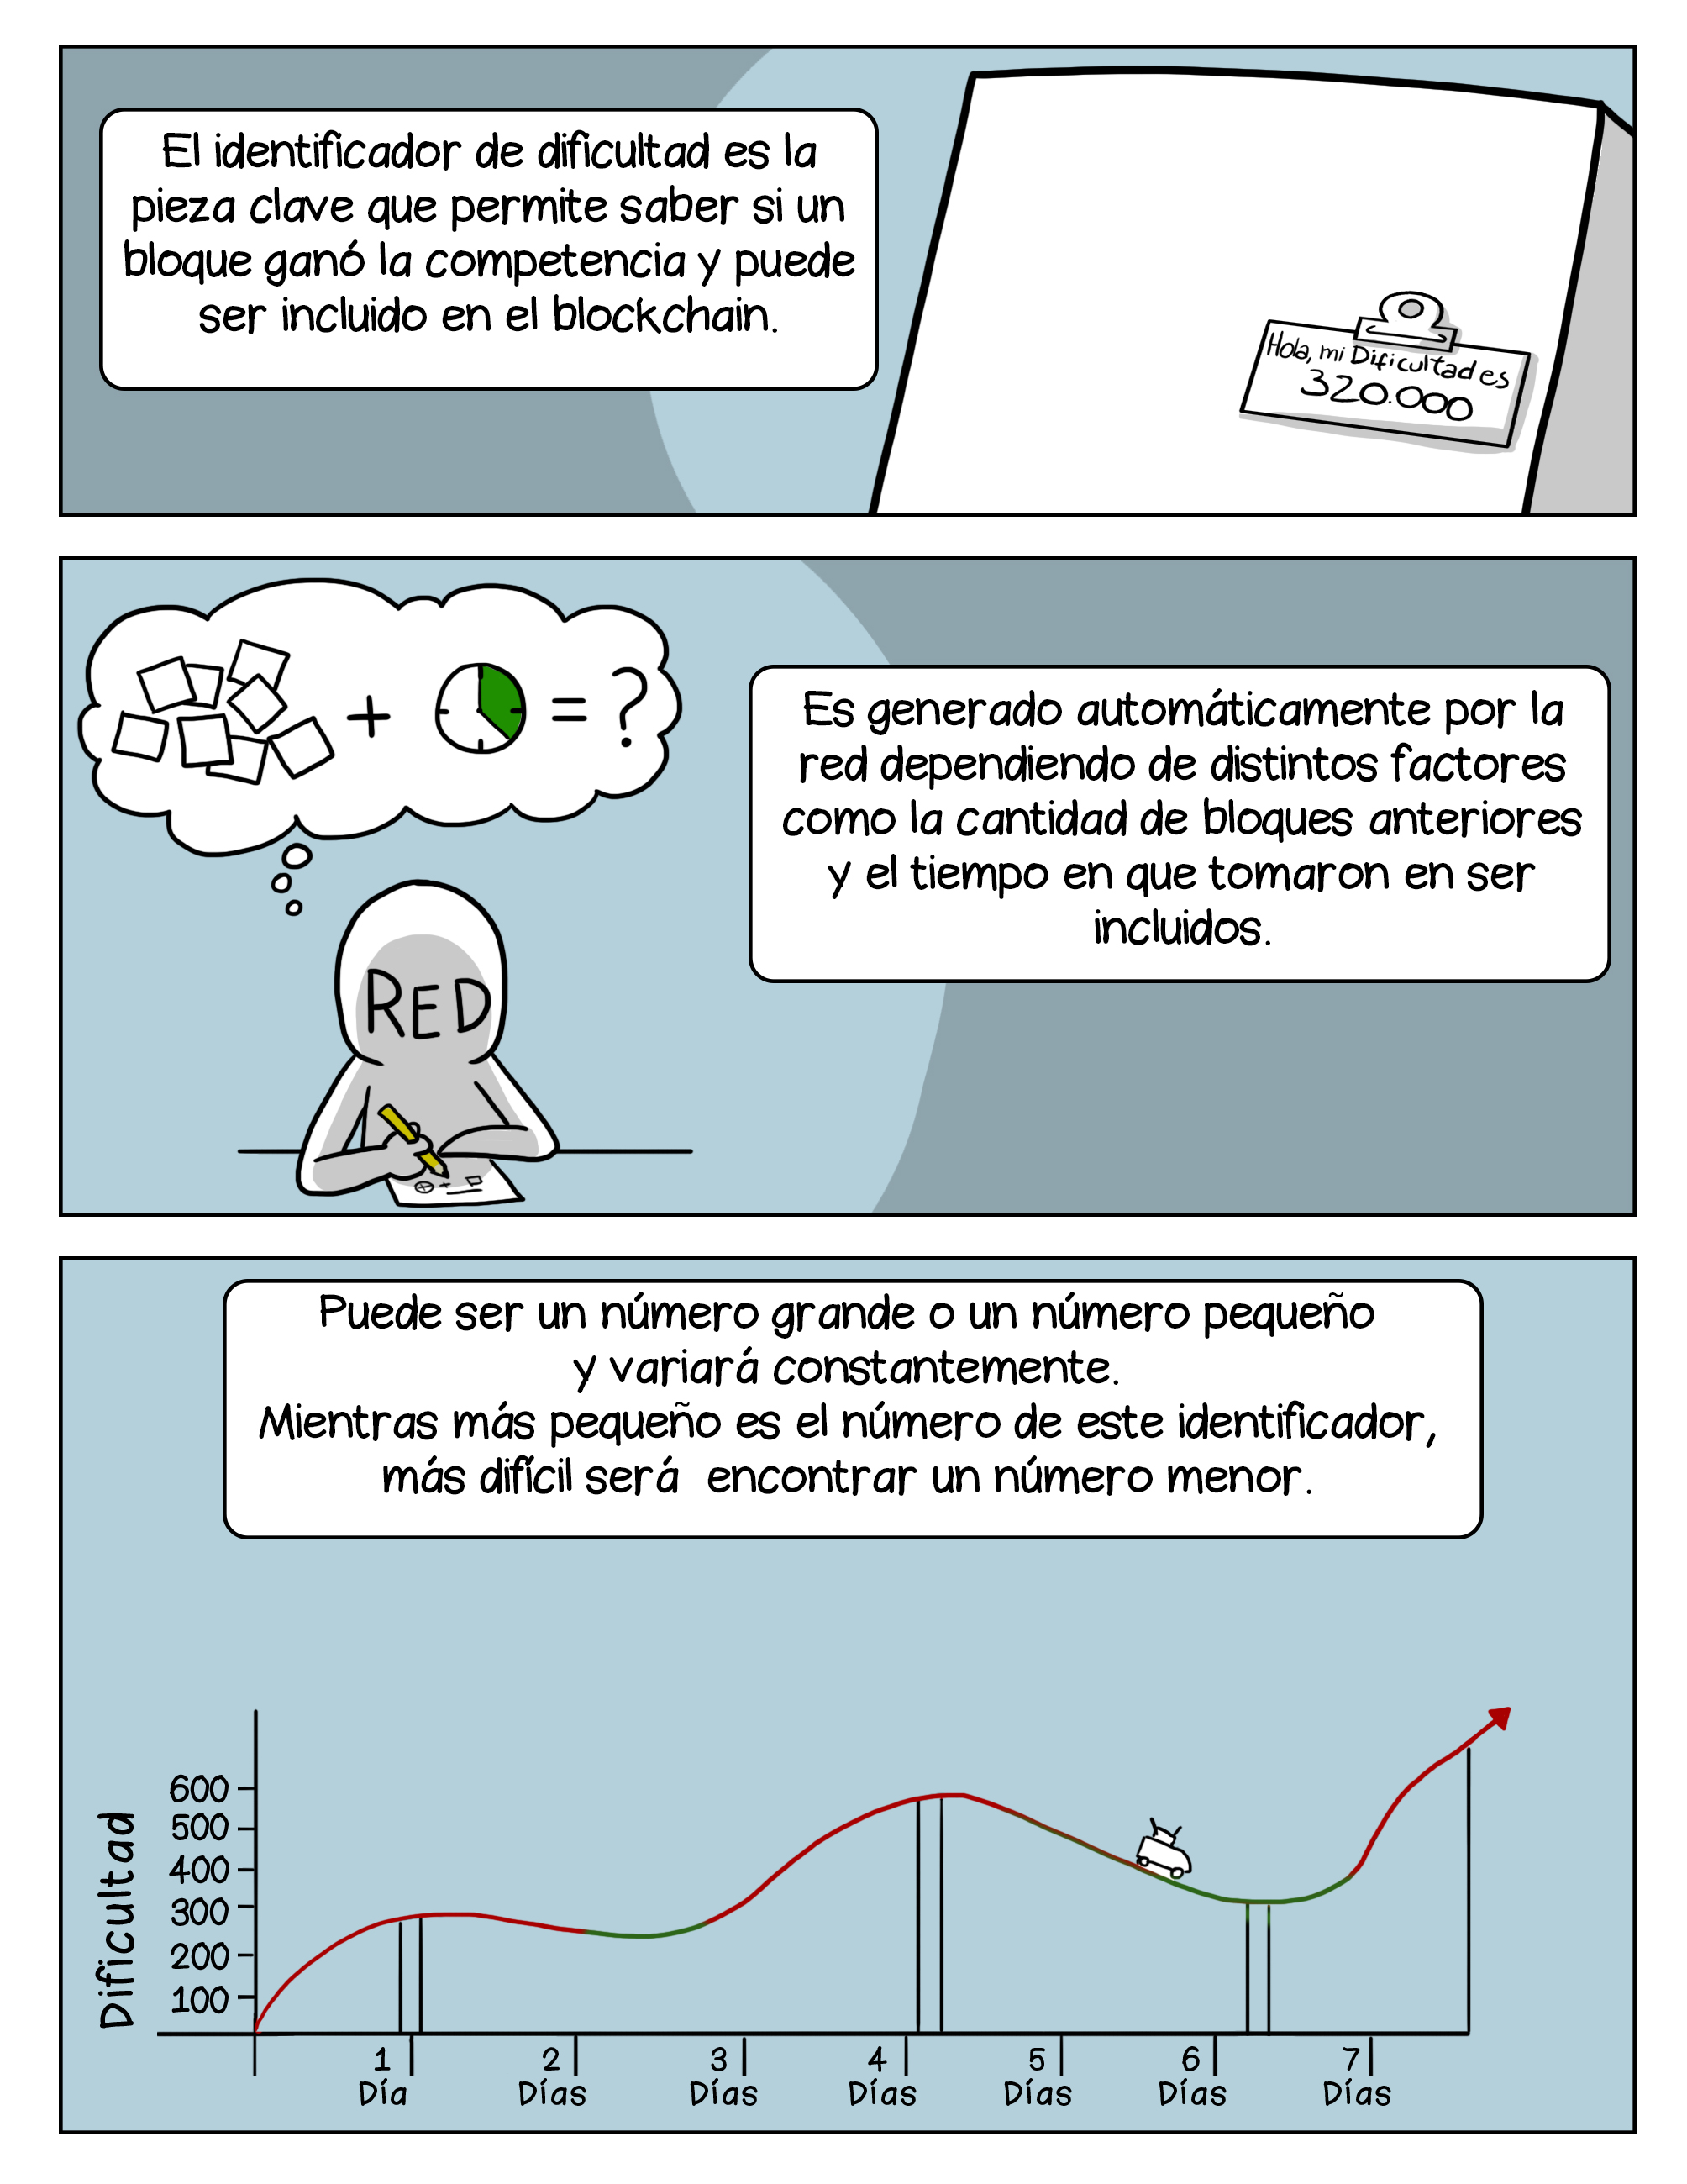 El identificador de dificultad es la
pieza clave que permite saber si un
bloque ganó la competencia y puede
ser incluido en el blockchain.
Hola, mi Dificultad es
320.000
+ = ?
Es generado automáticamente por la
red dependiendo de distintos factores
como la cantidad de bloques anteriores
y el tiempo en que tomaron en ser
incluidos.
RED
Puede ser un número grande o un número pequeño
y variará constantemente.
Mientras más pequeño es el número de este identificador,
más difícil será encontrar un número menor.
Dificultad
600
500
400
300
200
100
1 2 3 4 5 6 7
Día Días Días Días Días Días Días